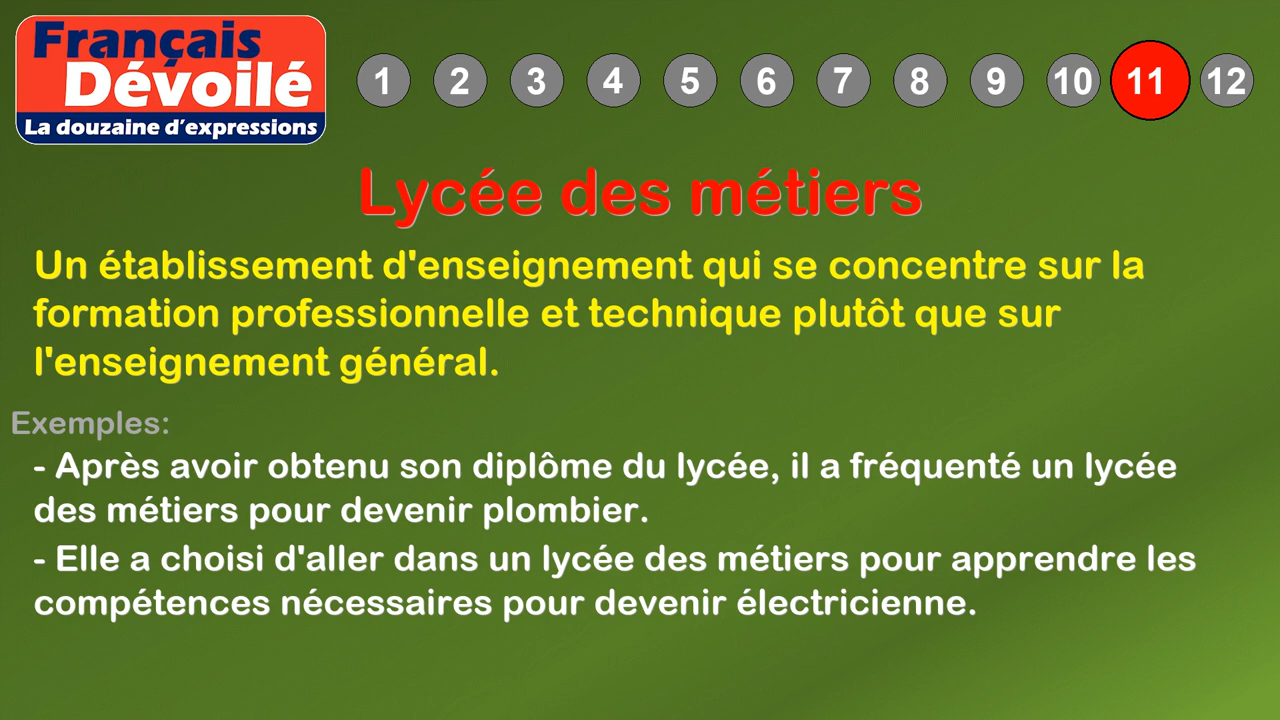 Français
Dévoilé
La douzaine d'expressions
1 2 3 4 5 6 7 8 9 10 11 12
Lycée des métiers
Un établissement d'enseignement qui se concentre sur la
formation professionnelle et technique plutôt que sur
l'enseignement général.
Exemples:
- Après avoir obtenu son diplôme du lycée, il a fréquenté un lycée
des métiers pour devenir plombier.
- Elle a choisi d'aller dans un lycée des métiers pour apprendre les
compétences nécessaires pour devenir électricienne.